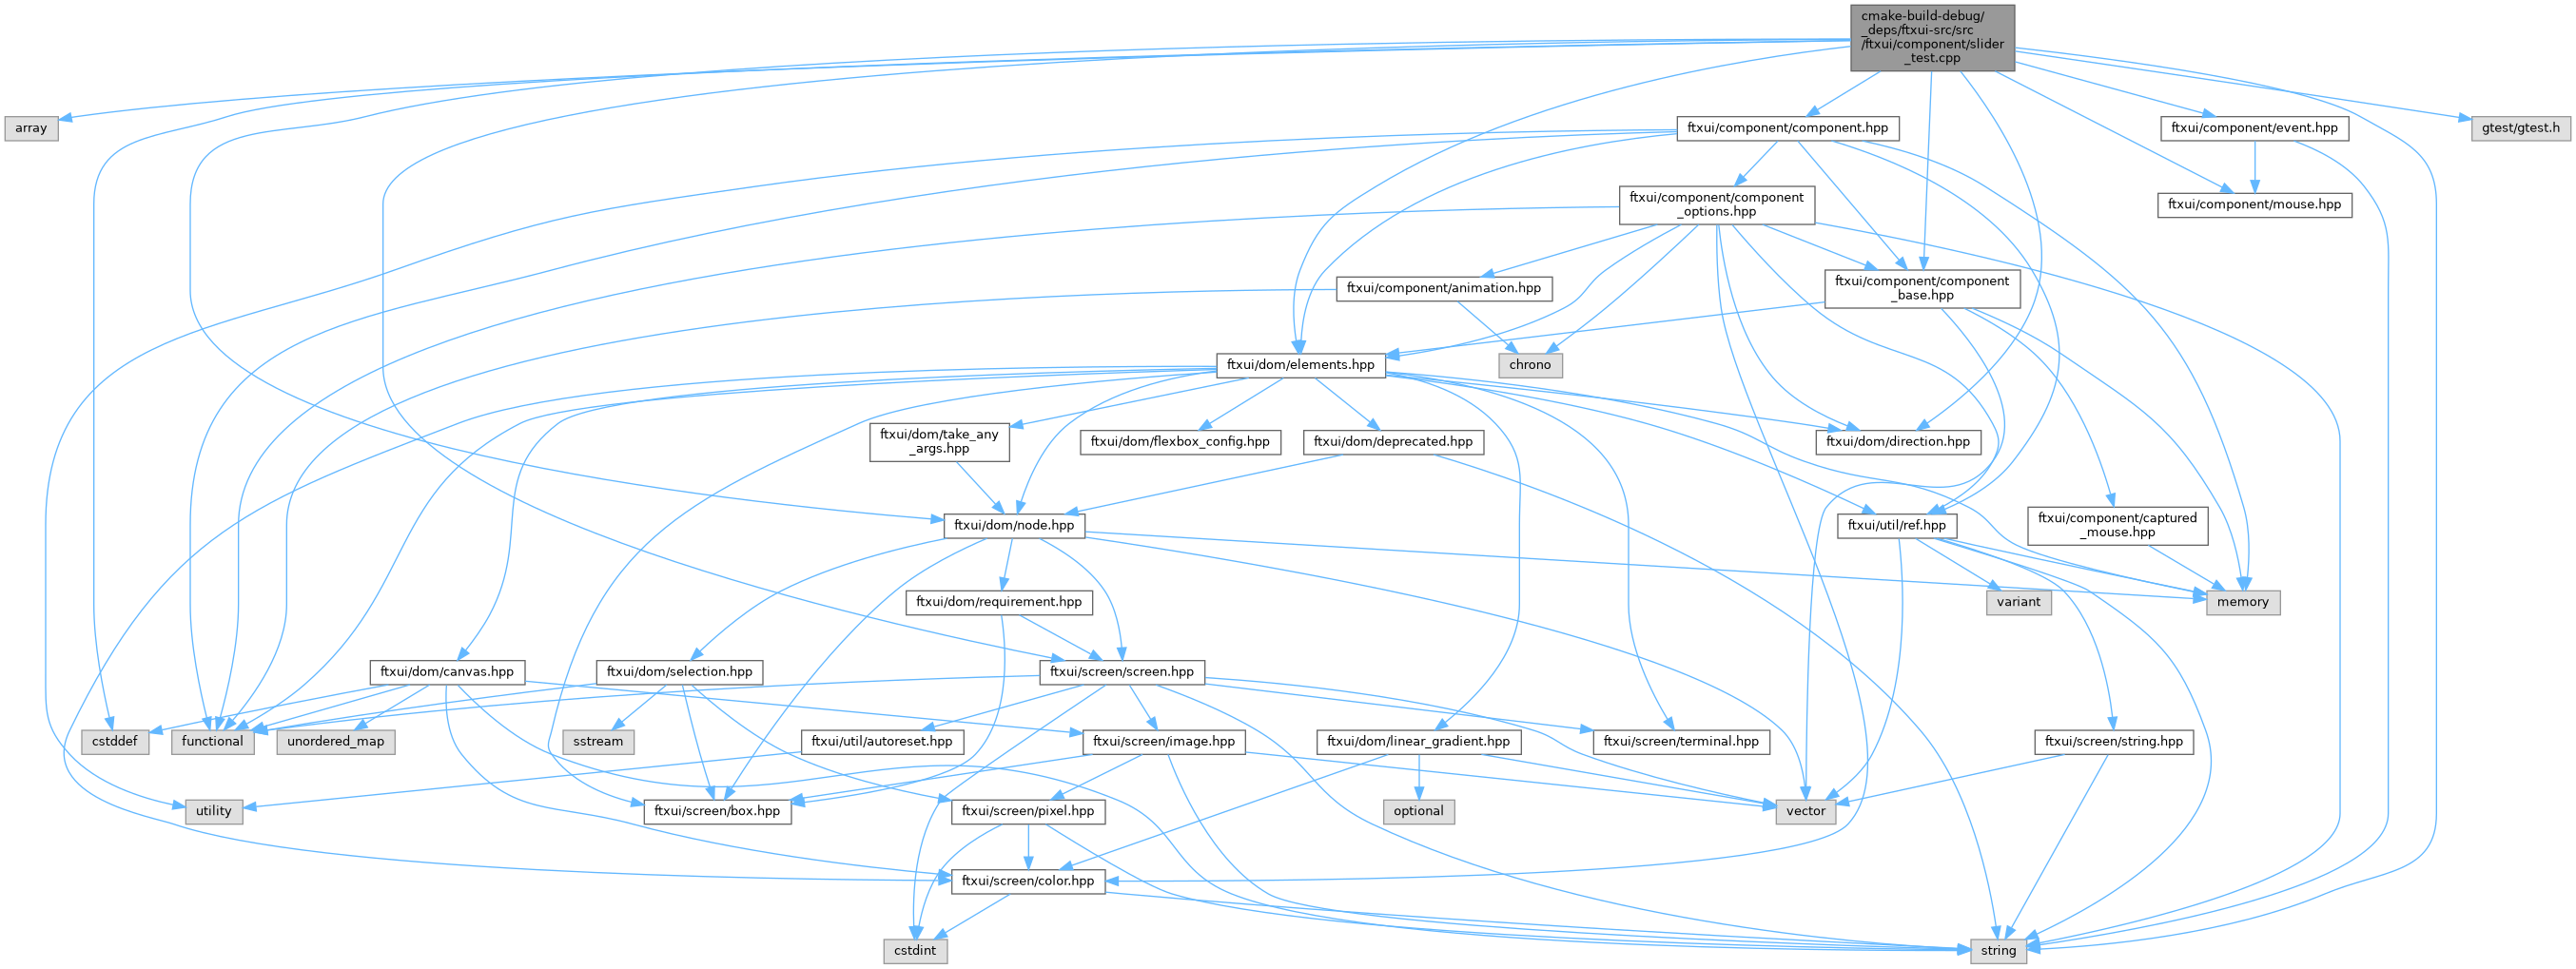 cmake-build-debug/
_deps/ftxui-src/src
/ftxui/component/slider
_test.cpp
array
ftxui/component/component.hpp
ftxui/component/event.hpp
gtest/gtest.h
ftxui/component/component
_options.hpp
ftxui/component/mouse.hpp
ftxui/component/animation.hpp
ftxui/component/component
_base.hpp
ftxui/dom/elements.hpp
chrono
ftxui/dom/take_any
_args.hpp
ftxui/dom/flexbox_config.hpp
ftxui/dom/deprecated.hpp
ftxui/dom/direction.hpp
ftxui/dom/node.hpp
ftxui/util/ref.hpp
ftxui/component/captured
_mouse.hpp
ftxui/dom/requirement.hpp
variant
memory
ftxui/dom/canvas.hpp
ftxui/dom/selection.hpp
ftxui/screen/screen.hpp
cstddef
functional
unordered_map
sstream
ftxui/util/autoreset.hpp
ftxui/screen/image.hpp
ftxui/dom/linear_gradient.hpp
ftxui/screen/terminal.hpp
ftxui/screen/string.hpp
utility
ftxui/screen/box.hpp
ftxui/screen/pixel.hpp
optional
vector
ftxui/screen/color.hpp
cstdint
string